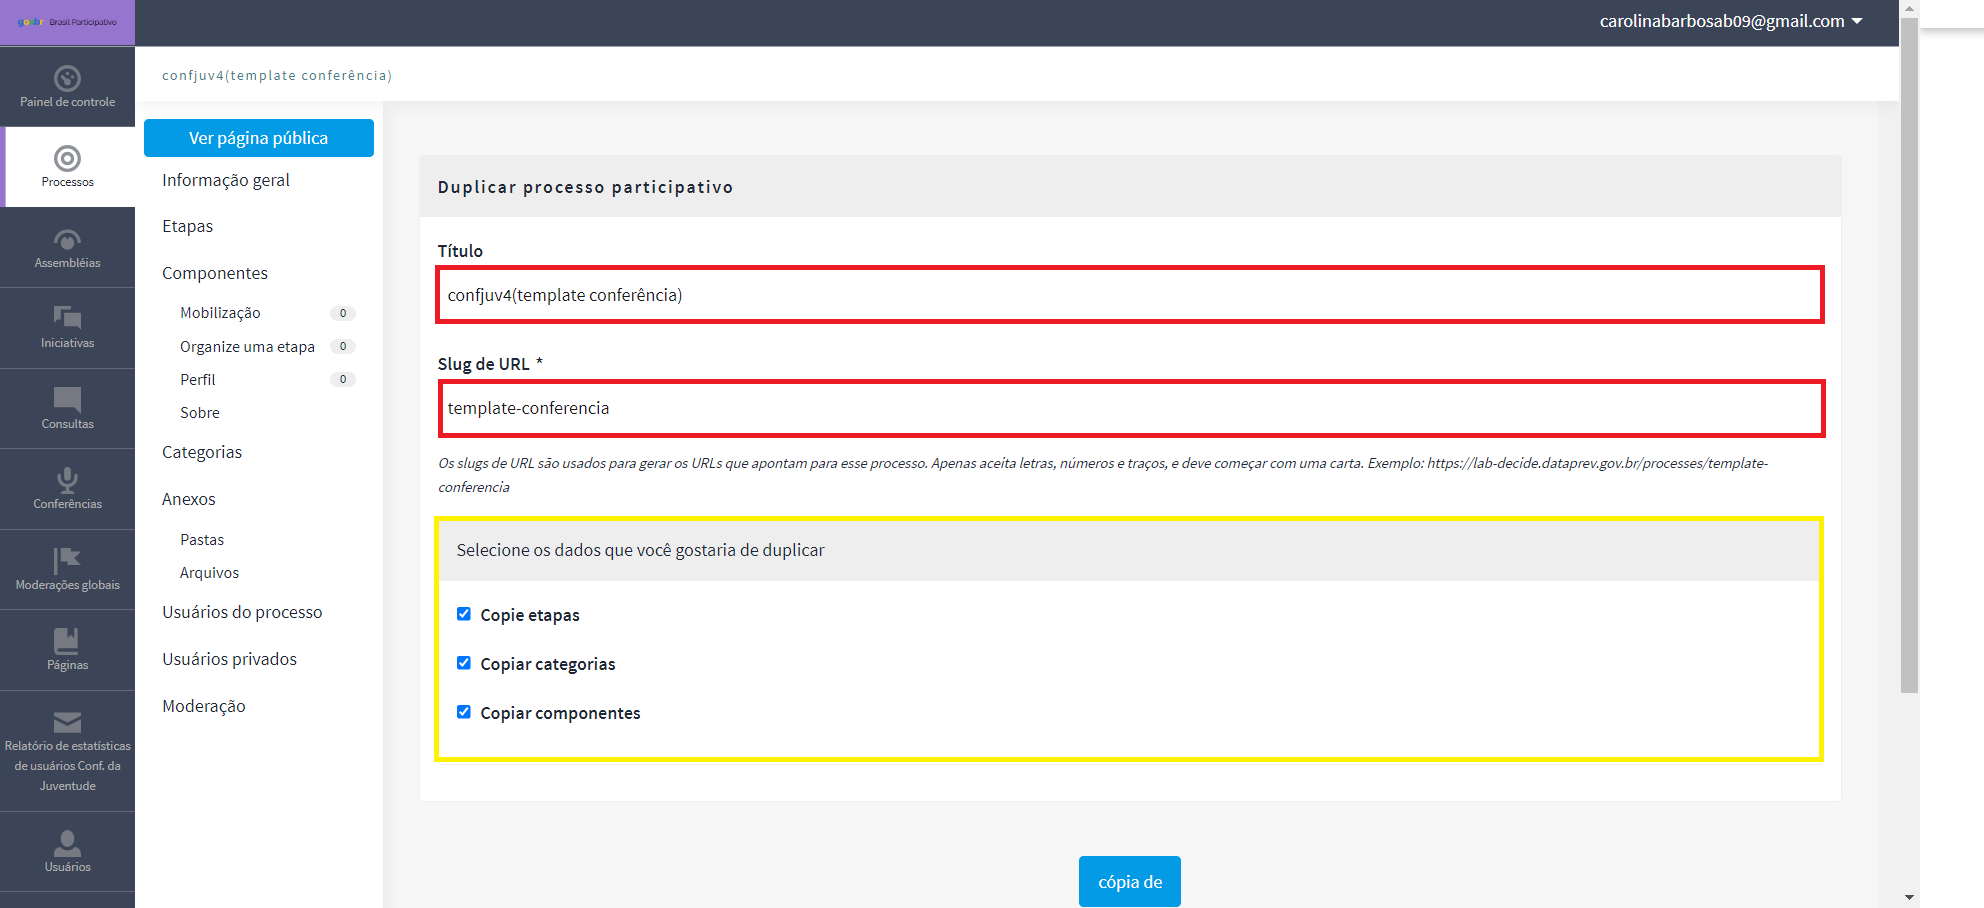 gov.br Brasil Participativo
carolinabarbosab09@gmail.com
Painel de controle
Processos
Assembléias
Iniciativas
Consultas
Conferências
Moderações globais
Páginas
Relatório de estatísticas
de usuários Conf. da
Juventude
Usuários
confjuv4(template conferência)
Ver página pública
Informação geral
Etapas
Componentes
Mobilização 0
Organize uma etapa 0
Perfil 0
Sobre
Categorias
Anexos
Pastas
Arquivos
Usuários do processo
Usuários privados
Moderação
Duplicar processo participativo
Título
confjuv4(template conferência)
Slug de URL *
template-conferencia
Os slugs de URL são usados para gerar os URLs que apontam para esse processo. Apenas aceita letras, números e traços, e deve começar com uma carta. Exemplo: https://lab-decide.dataprev.gov.br/processes/template-
conferencia
Selecione os dados que você gostaria de duplicar
Copie etapas
Copiar categorias
Copiar componentes
cópia de